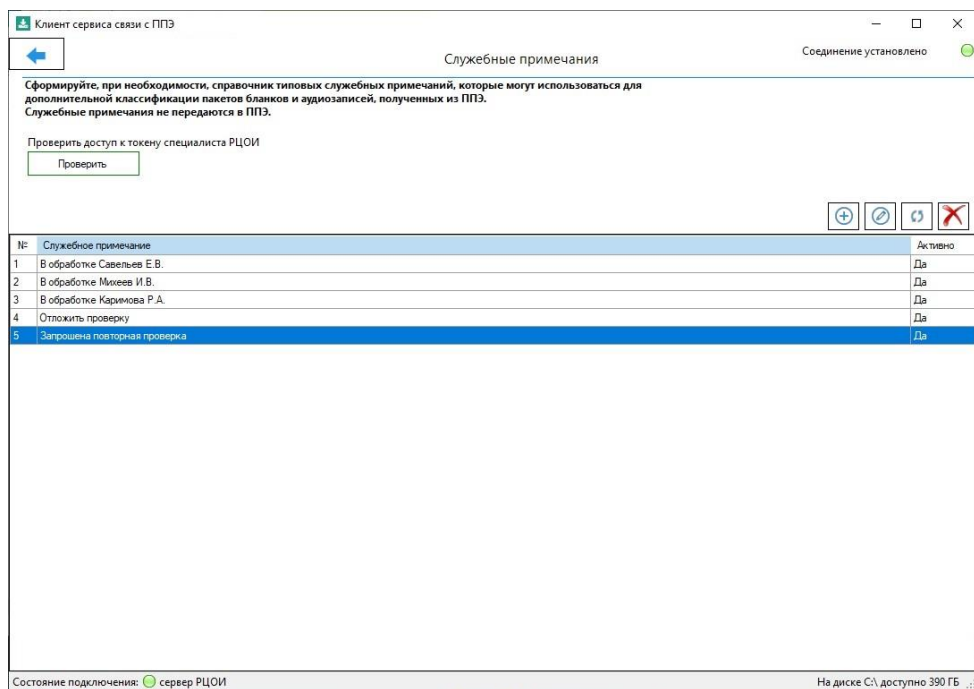 Клиент сервиса связи с ППЭ
Служебные примечания
Соединение установлено
Сформируйте, при необходимости, справочник типовых служебных примечаний, которые могут использоваться для
дополнительной классификации пакетов бланков и аудиозаписей, полученных из ППЭ.
Служебные примечания не передаются в ППЭ.
Проверить доступ к токену специалиста РЦОИ
Проверить
№ Служебное примечание Активно
1 В обработке Савельев Е.В. Да
2 В обработке Михеев И.В. Да
3 В обработке Каримова Р.А. Да
4 Отложить проверку Да
5 Запрошена повторная проверка Да
Состояние подключения: сервер РЦОИ На диске C:\ доступно 390 ГБ